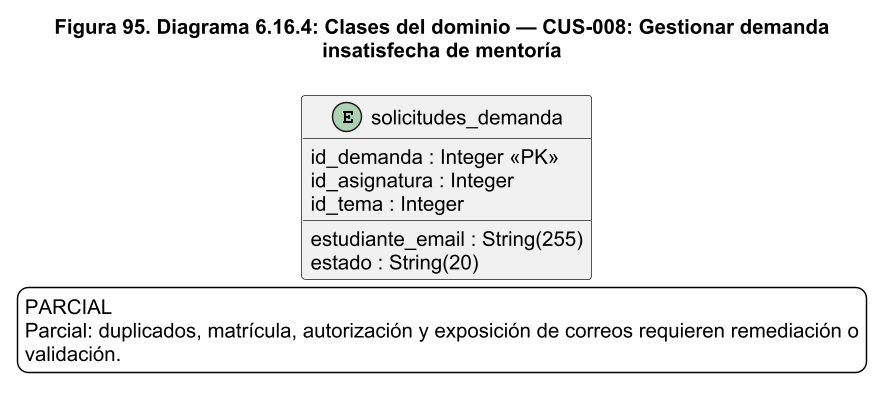 Figura 95. Diagrama 6.16.4: Clases del dominio — CUS-008: Gestionar demanda
insatisfecha de mentoría
E solicitudes_demanda
id_demanda : Integer «PK»
id_asignatura : Integer
id_tema : Integer
estudiante_email : String(255)
estado : String(20)
PARCIAL
Parcial: duplicados, matrícula, autorización y exposición de correos requieren remediación o
validación.